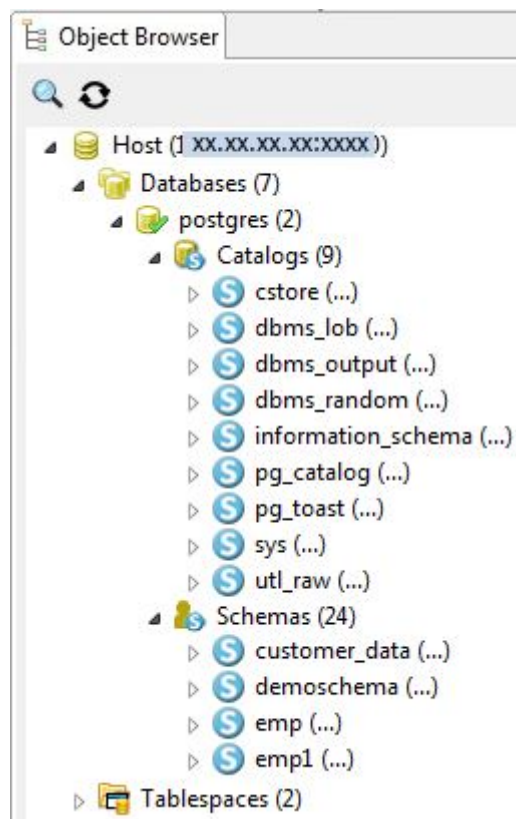 Object Browser
Host (1 xx.xx.xx.xx:xxxx ))
Databases (7)
postgres (2)
Catalogs (9)
cstore (...)
dbms_lob (...)
dbms_output (...)
dbms_random (...)
information_schema (...)
pg_catalog (...)
pg_toast (...)
sys (...)
utl_raw (...)
Schemas (24)
customer_data (...)
demoschema (...)
emp (...)
emp1 (...)
Tablespaces (2)